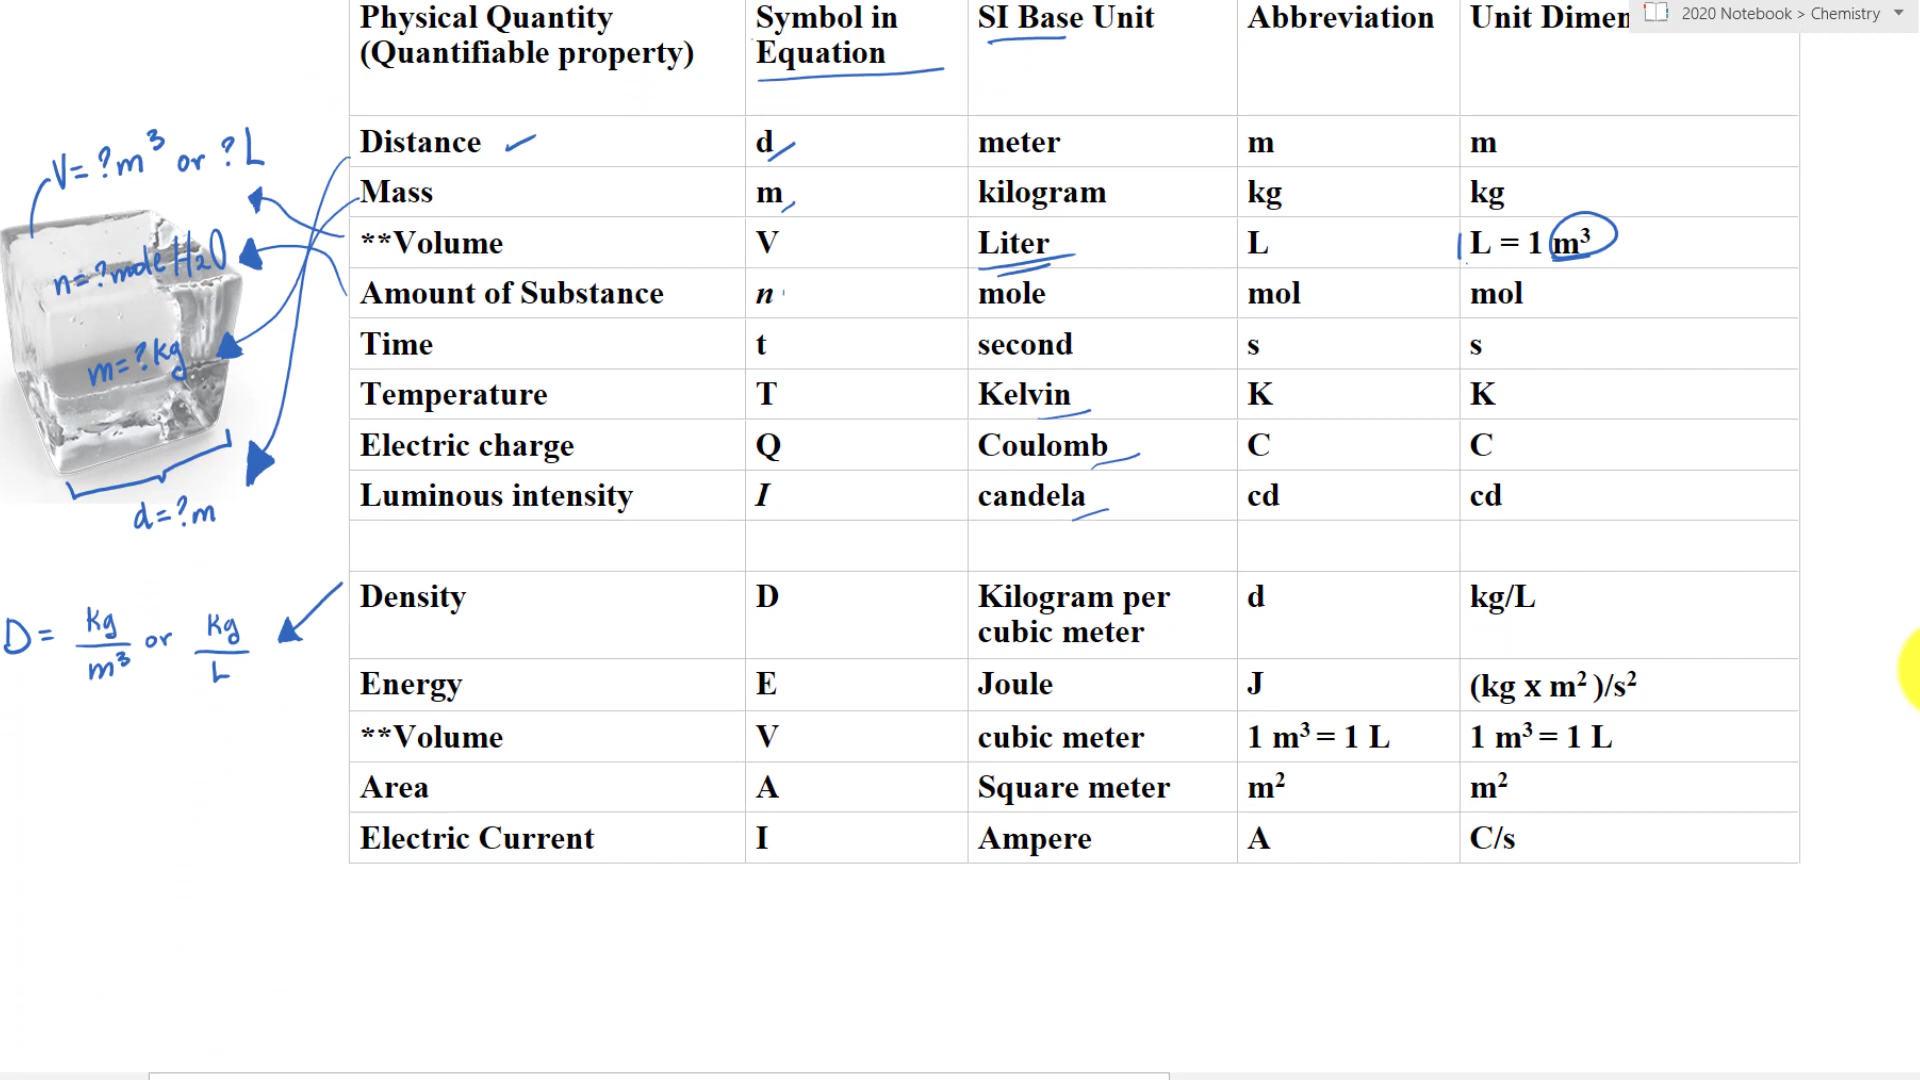 2020 Notebook > Chemistry
Physical Quantity (Quantifiable property) Symbol in Equation SI Base Unit Abbreviation Unit Dimen
Distance d meter m m
Mass m kilogram kg kg
**Volume V Liter L 1 L = 1 m³
Amount of Substance n mole mol mol
Time t second s s
Temperature T Kelvin K K
Electric charge Q Coulomb C C
Luminous intensity I candela cd cd
Density D Kilogram per cubic meter d kg/L
Energy E Joule J (kg x m² )/s²
**Volume V cubic meter 1 m³ = 1 L 1 m³ = 1 L
Area A Square meter m² m²
Electric Current I Ampere A C/s
V= ?m³ or ?L
n= ?mole H₂O
m= ?kg
d=?m
D= kg/m³ or kg/L